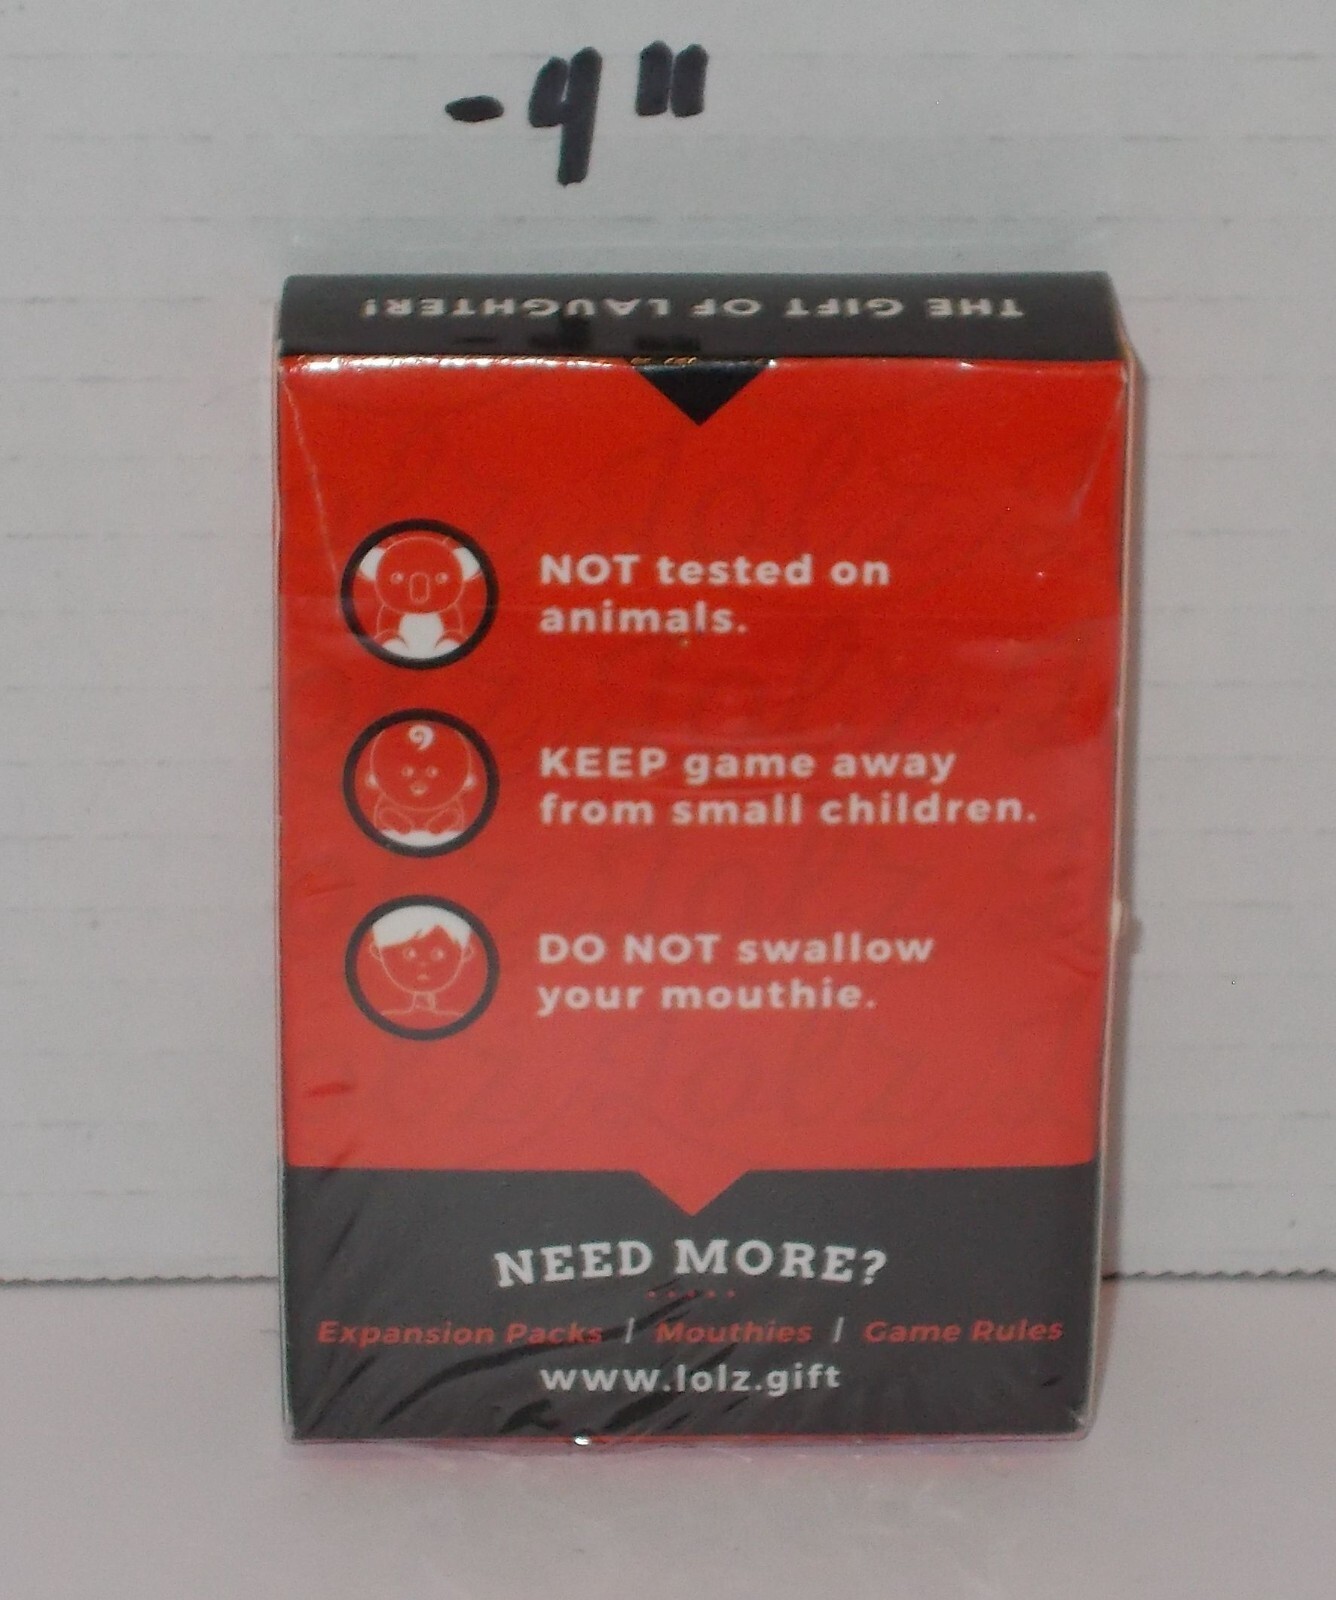 -4"
THE GIFT OF LAUGHTER!
NOT tested on
animals.
KEEP game away
from small children.
DO NOT swallow
your mouthie.
NEED MORE?
Expansion Packs / Mouthies / Game Rules
www.lolz.gift